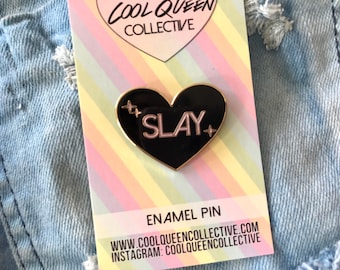 COOL QUEEN
COLLECTIVE
SLAY
ENAMEL PIN
WWW.COOLQUEENCOLLECTIVE.COM
INSTAGRAM: COOLQUEENCOLLECTIVE